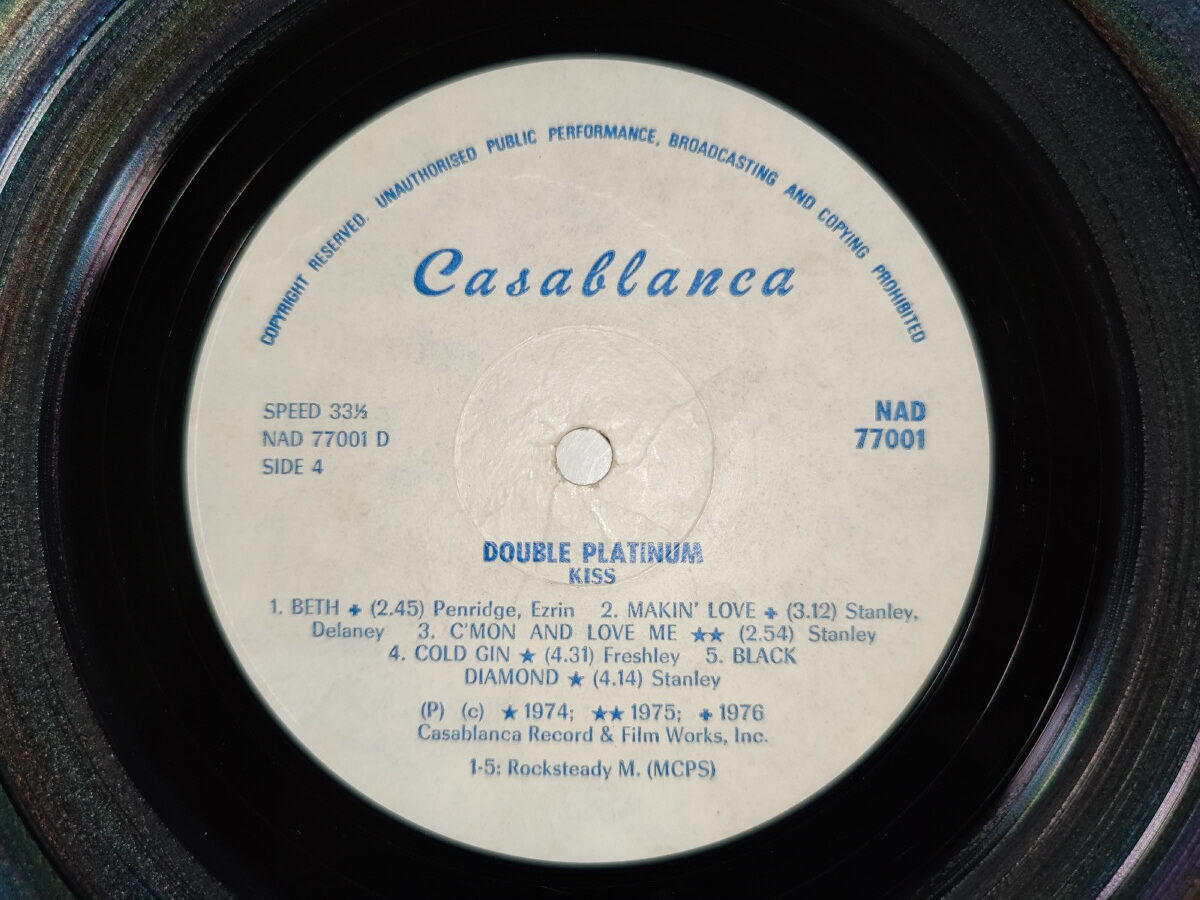 COPYRIGHT RESERVED. UNAUTHORISED PUBLIC PERFORMANCE, BROADCASTING AND COPYING PROHIBITED
Casablanca
SPEED 33⅓
NAD 77001 D
SIDE 4
NAD
77001
DOUBLE PLATINUM
KISS
1. BETH ✚ (2.45) Penridge, Ezrin 2. MAKIN' LOVE ✚ (3.12) Stanley,
Delaney 3. C'MON AND LOVE ME ★★ (2.54) Stanley
4. COLD GIN ★ (4.31) Freshley 5. BLACK
DIAMOND ★ (4.14) Stanley
(P) (c) ★ 1974; ★★ 1975; ✚ 1976
Casablanca Record & Film Works, Inc.
1-5: Rocksteady M. (MCPS)